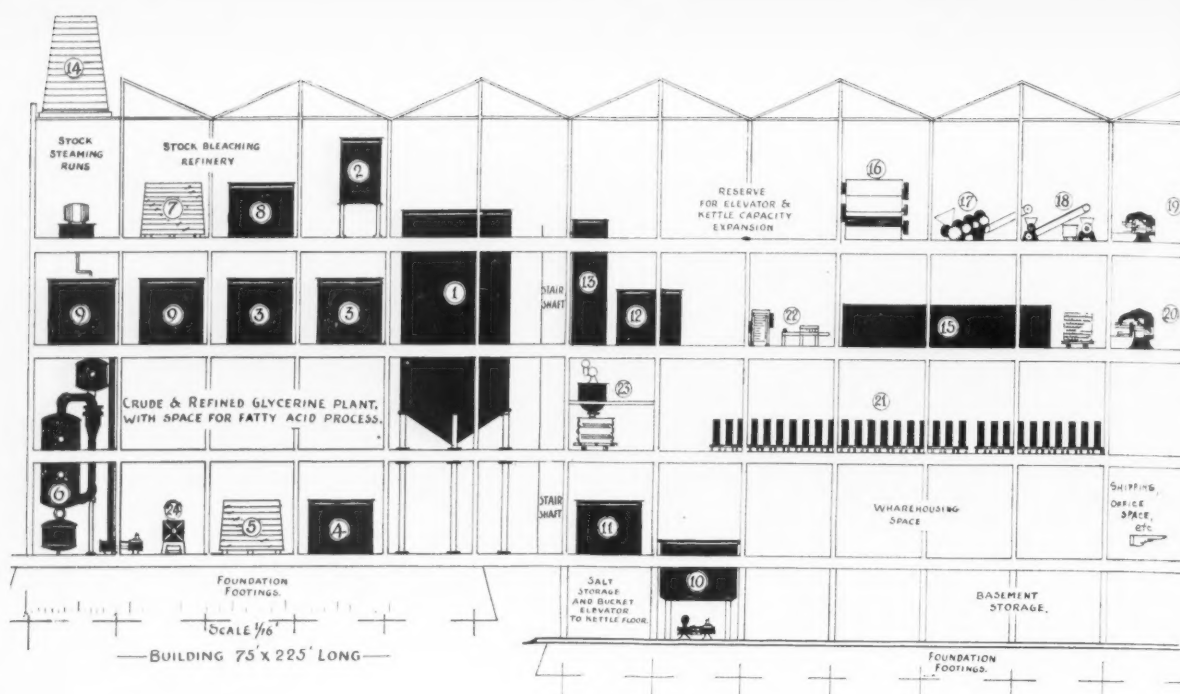 14
STOCK
STEAMING
RUNS
STOCK BLEACHING
REFINERY
2
7
8
RESERVE
FOR ELEVATOR &
KETTLE CAPACITY
EXPANSION
16
17
18
19
9
9
3
3
1
STAIR
SHAFT
13
12
22
15
20
CRUDE & REFINED GLYCERINE PLANT,
WITH SPACE FOR FATTY ACID PROCESS.
23
21
6
24
5
4
STAIR
SHAFT
11
WHAREHOUSING
SPACE
SHIPPING,
OFFICE
SPACE,
etc
FOUNDATION
FOOTINGS.
SALT
STORAGE
AND BUCKET
ELEVATOR
TO KETTLE FLOOR.
10
BASEMENT
STORAGE.
SCALE 1/16"
BUILDING 75' X 225' LONG
FOUNDATION
FOOTINGS.